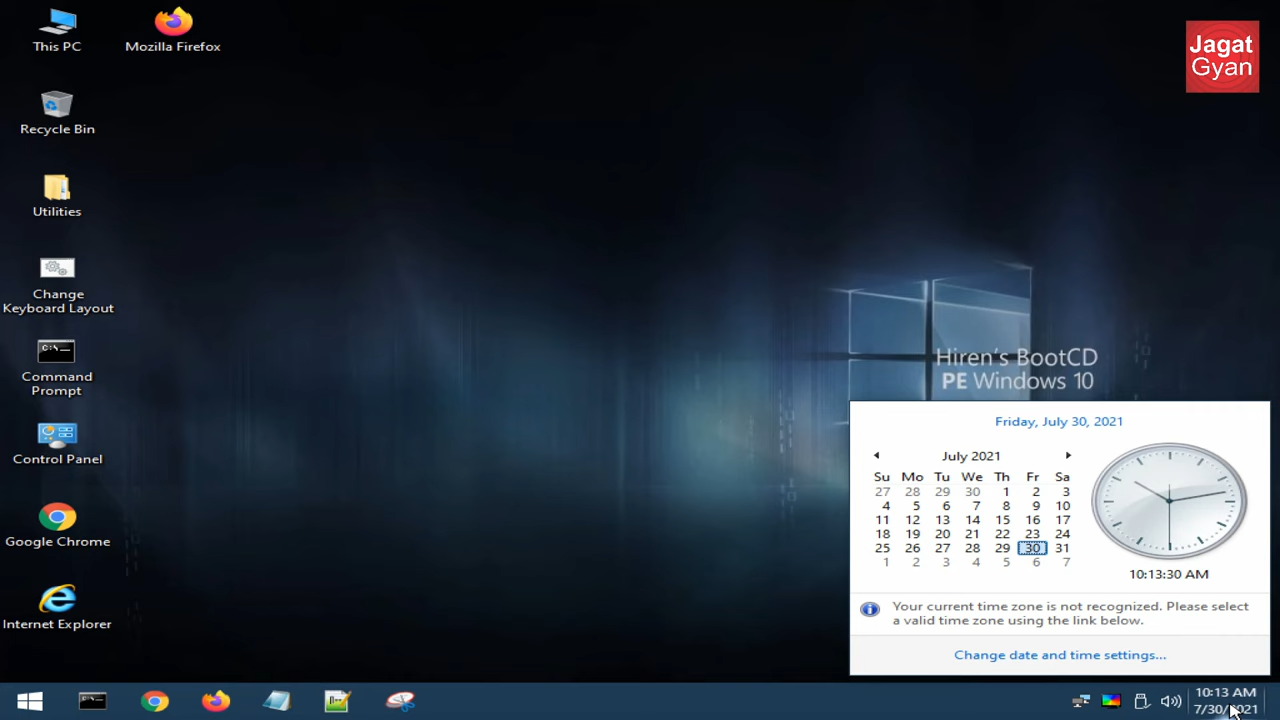 This PC
Mozilla Firefox
Jagat
Gyan
Recycle Bin
Utilities
Change
Keyboard Layout
C:\_
Command
Prompt
Control Panel
Google Chrome
Internet Explorer
Hiren's BootCD
PE Windows 10
Friday, July 30, 2021
July 2021
Su Mo Tu We Th Fr Sa
27 28 29 30 1 2 3
4 5 6 7 8 9 10
11 12 13 14 15 16 17
18 19 20 21 22 23 24
25 26 27 28 29 30 31
1 2 3 4 5 6 7
10:13:30 AM
Your current time zone is not recognized. Please select
a valid time zone using the link below.
Change date and time settings...
10:13 AM
7/30/2021